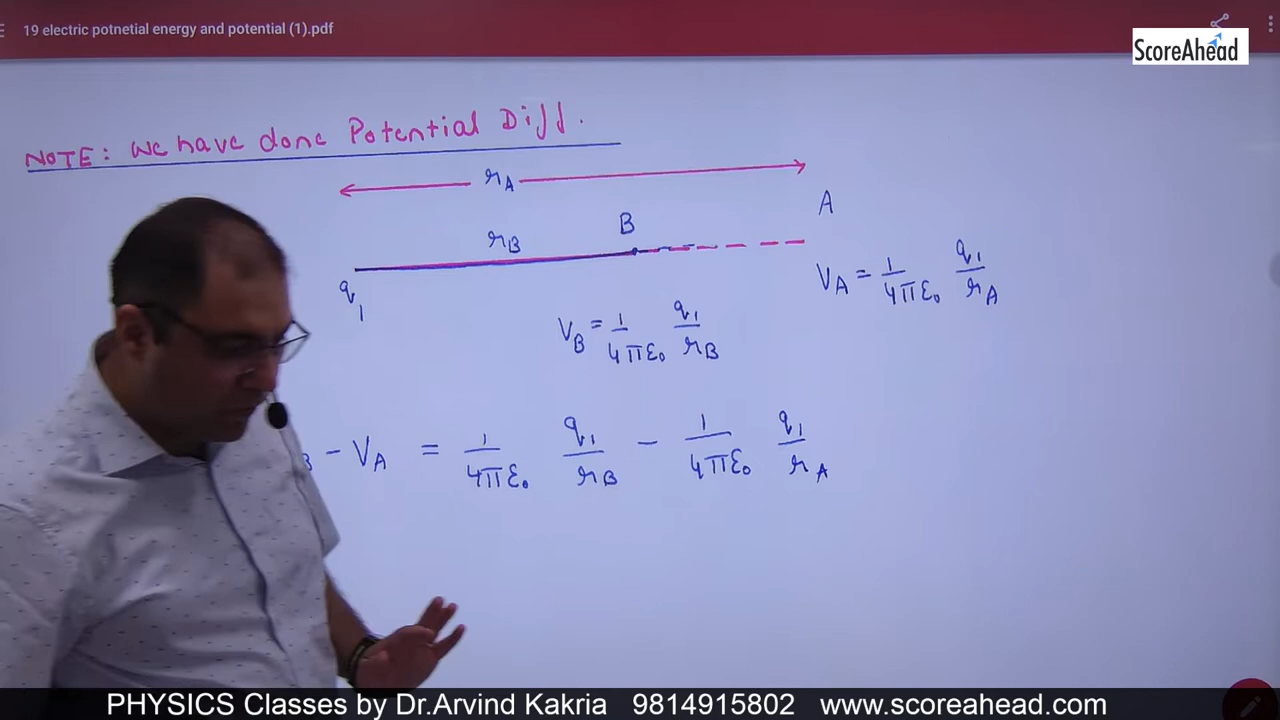 19 electric potnetial energy and potential (1).pdf
ScoreAhead
NOTE: We have done Potential Diff.
r_A
A
B
r_B
q_1
V_A = 1/4πε₀ q_1/r_A
V_B = 1/4πε₀ q_1/r_B
B - V_A = 1/4πε₀ q_1/r_B - 1/4πε₀ q_1/r_A
PHYSICS Classes by Dr.Arvind Kakria 9814915802 www.scoreahead.com